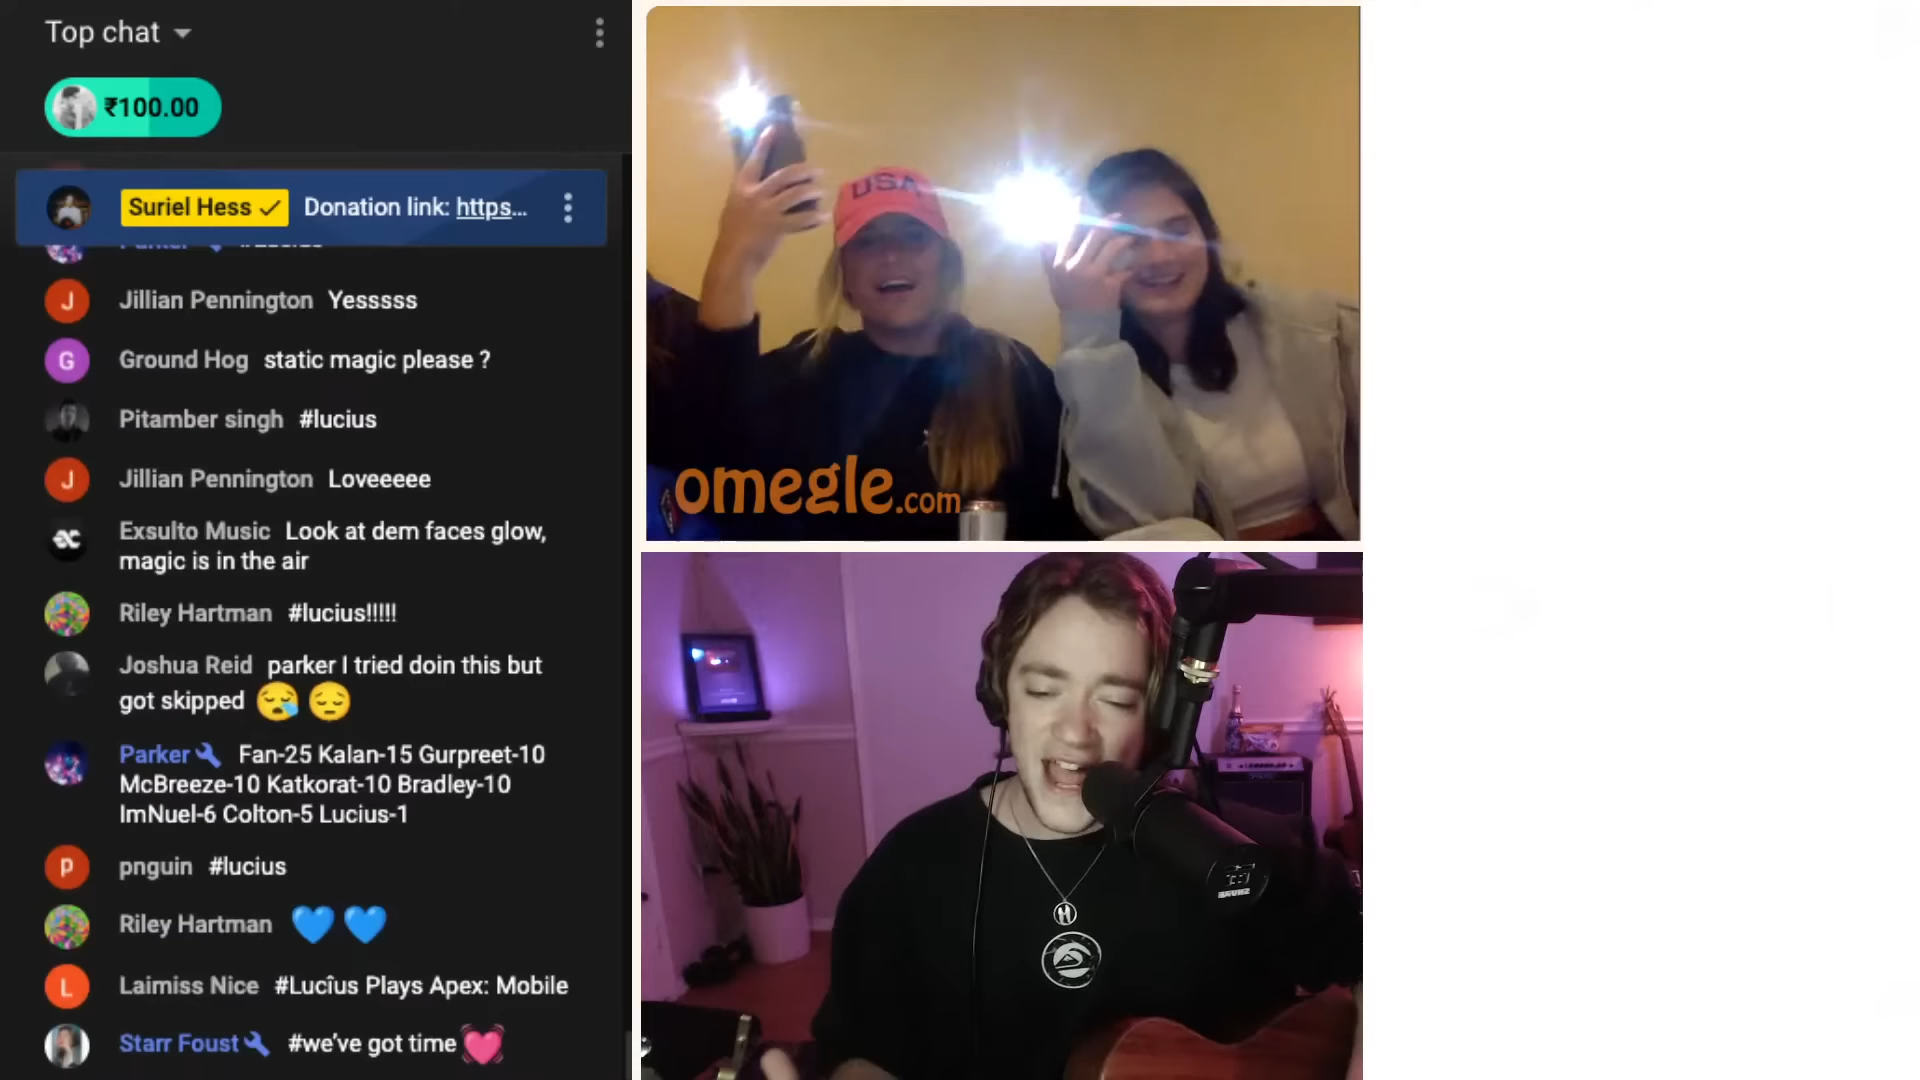 Top chat
₹100.00
Suriel Hess Donation link: https...
Parker
Jillian Pennington Yesssss
Ground Hog static magic please ?
Pitamber singh #lucius
Jillian Pennington Loveeeee
Exsulto Music Look at dem faces glow,
magic is in the air
Riley Hartman #lucius!!!!!
Joshua Reid parker I tried doin this but
got skipped 😪 😔
Parker Fan-25 Kalan-15 Gurpreet-10
McBreeze-10 Katkorat-10 Bradley-10
ImNuel-6 Colton-5 Lucius-1
pnguin #lucius
Riley Hartman 💙 💙
Laimiss Nice #Lucîus Plays Apex: Mobile
Starr Foust #we've got time 💓
J
G
J
P
L
USA
omegle.com